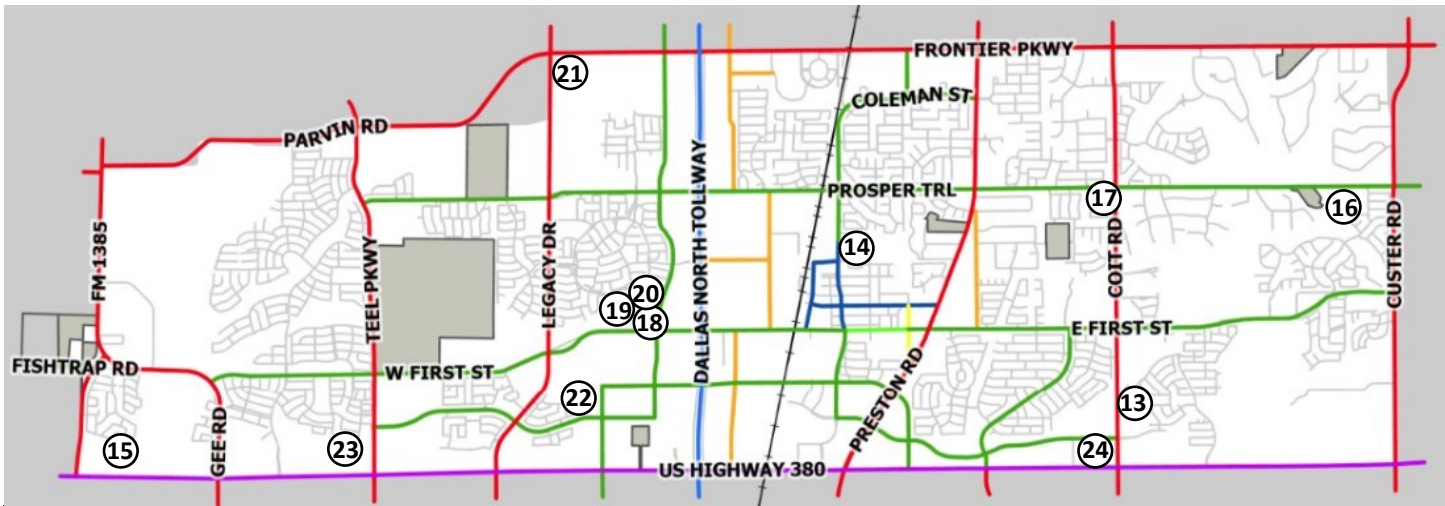 21
FRONTIER PKWY
COLEMAN ST
PARVIN RD
DALLAS NORTH TOLLWAY
PROSPER TRL
17
16
FM 1385
TEEL PKWY
LEGACY DR
14
COIT RD
CUSTER RD
20
19
18
E FIRST ST
FISHTRAP RD
W FIRST ST
PRESTON RD
22
13
GEE RD
15
23
24
US HIGHWAY 380